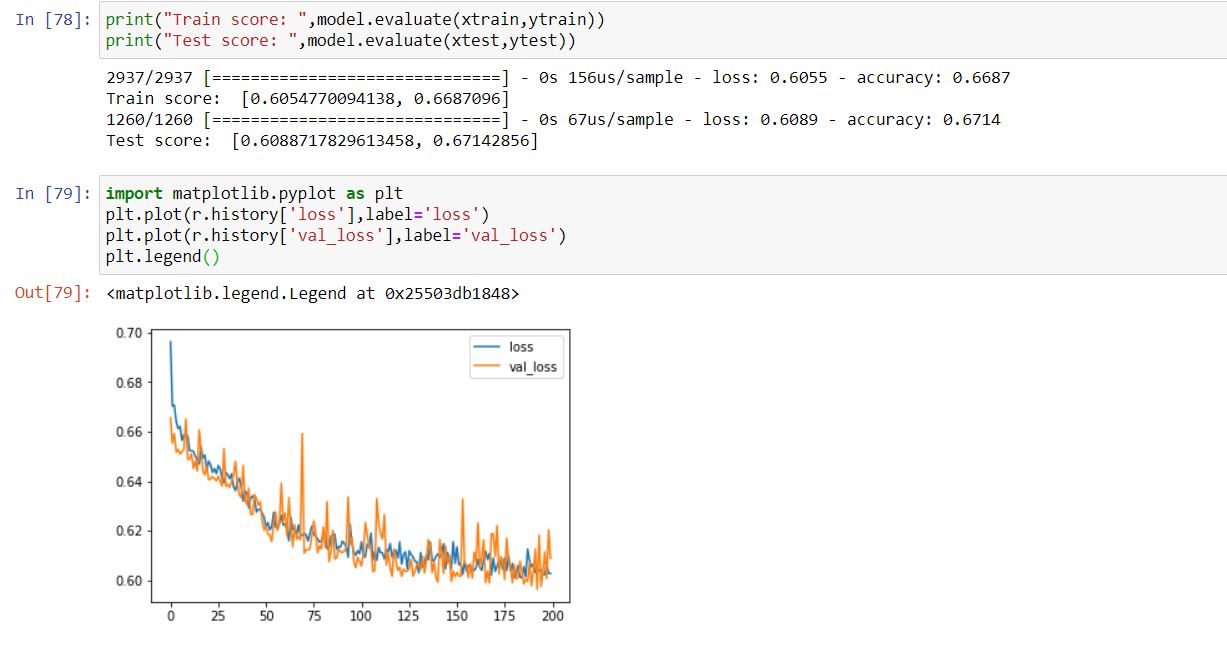 In [78]: print("Train score: ",model.evaluate(xtrain,ytrain))
print("Test score: ",model.evaluate(xtest,ytest))
2937/2937 [==============================] - 0s 156us/sample - loss: 0.6055 - accuracy: 0.6687
Train score:  [0.6054770094138, 0.6687096]
1260/1260 [==============================] - 0s 67us/sample - loss: 0.6089 - accuracy: 0.6714
Test score:  [0.6088717829613458, 0.67142856]
In [79]: import matplotlib.pyplot as plt
plt.plot(r.history['loss'],label='loss')
plt.plot(r.history['val_loss'],label='val_loss')
plt.legend()
Out[79]: <matplotlib.legend.Legend at 0x25503db1848>
loss
val_loss
0.70
0.68
0.66
0.64
0.62
0.60
0 25 50 75 100 125 150 175 200